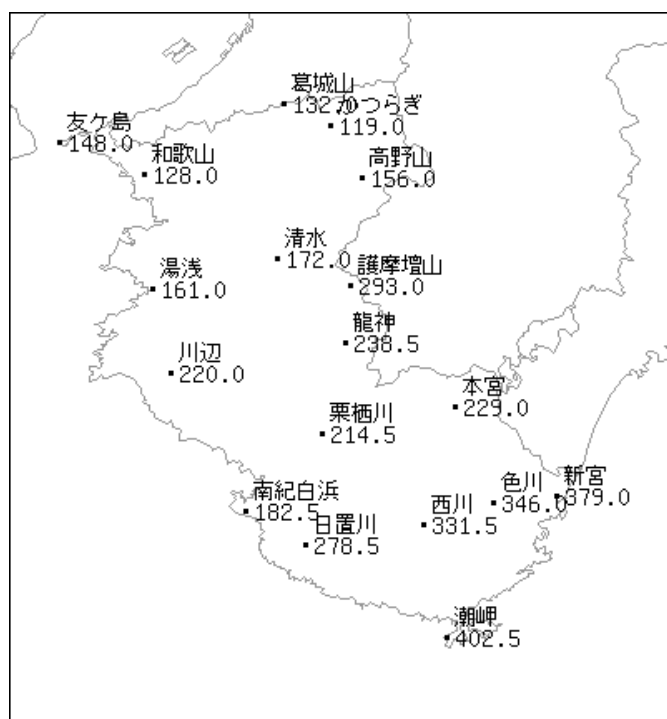 葛城山
132.0
かつらぎ
119.0
友ケ島
148.0
和歌山
128.0
高野山
156.0
清水
172.0
護摩壇山
293.0
湯浅
161.0
龍神
238.5
川辺
220.0
本宮
229.0
栗栖川
214.5
南紀白浜
182.5
日置川
278.5
西川
331.5
色川
346.0
新宮
379.0
潮岬
402.5